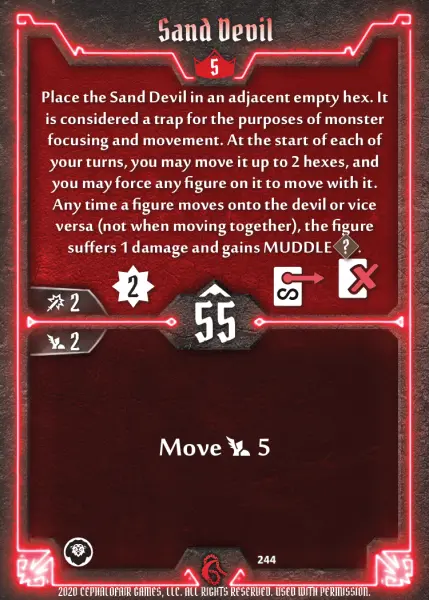 Sand Devil
5
Place the Sand Devil in an adjacent empty hex. It
is considered a trap for the purposes of monster
focusing and movement. At the start of each of
your turns, you may move it up to 2 hexes, and
you may force any figure on it to move with it.
Any time a figure moves onto the devil or vice
versa (not when moving together), the figure
suffers 1 damage and gains MUDDLE ?.
2
2
55
2
Move 5
244
2020 CEPHALOFAIR GAMES, LLC. ALL RIGHTS RESERVED. USED WITH PERMISSION.